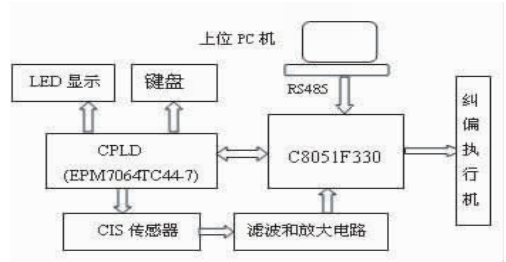 上位 PC 机
LED 显示
键盘
RS485
CPLD
(EPM7064TC44-7)
C8051F330
纠
偏
执
行
机
CIS 传感器
滤波和放大电路